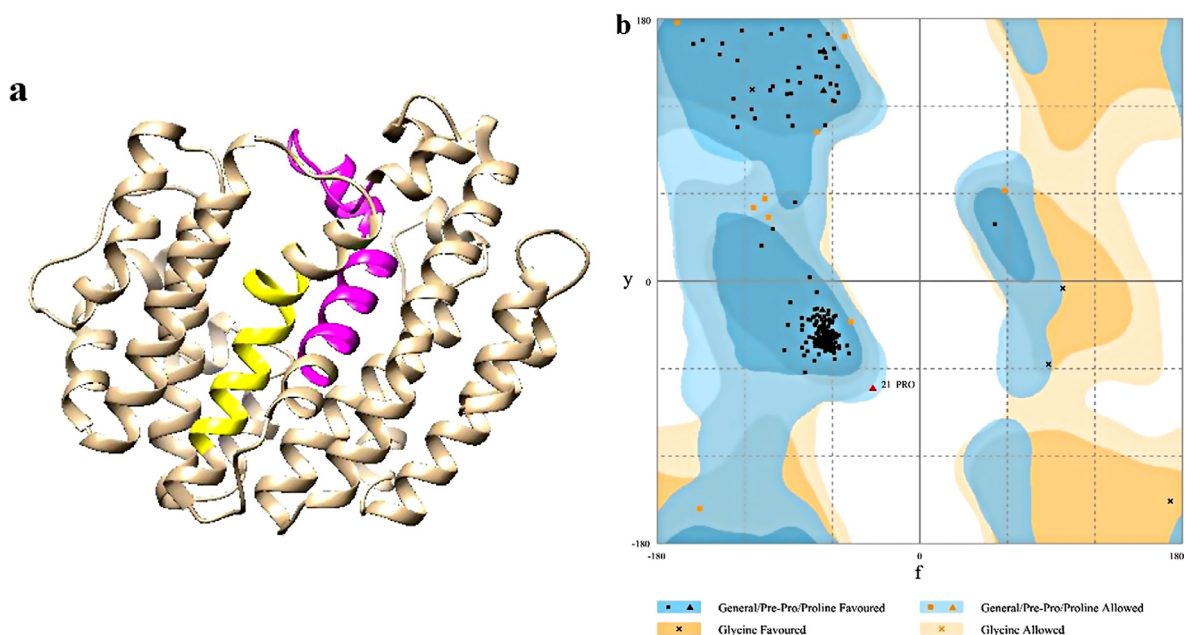 a
b
180
y
0
21 PRO
-180
-180
0
180
f
General/Pre-Pro/Proline Favoured
General/Pre-Pro/Proline Allowed
Glycine Favoured
Glycine Allowed